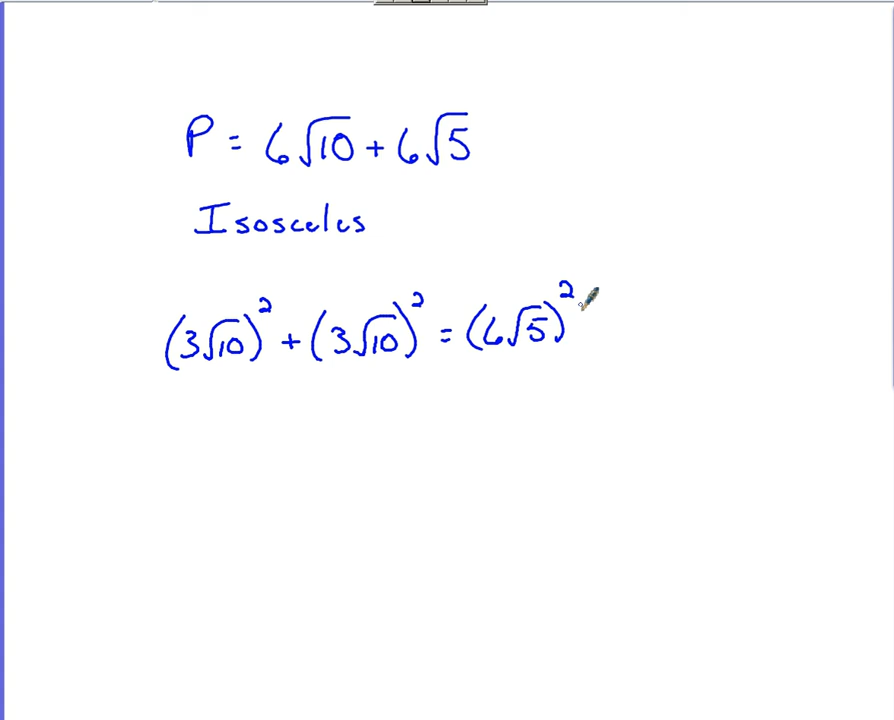 P = 6√10 + 6√5
Isosceles
(3√10)² + (3√10)² = (6√5)²